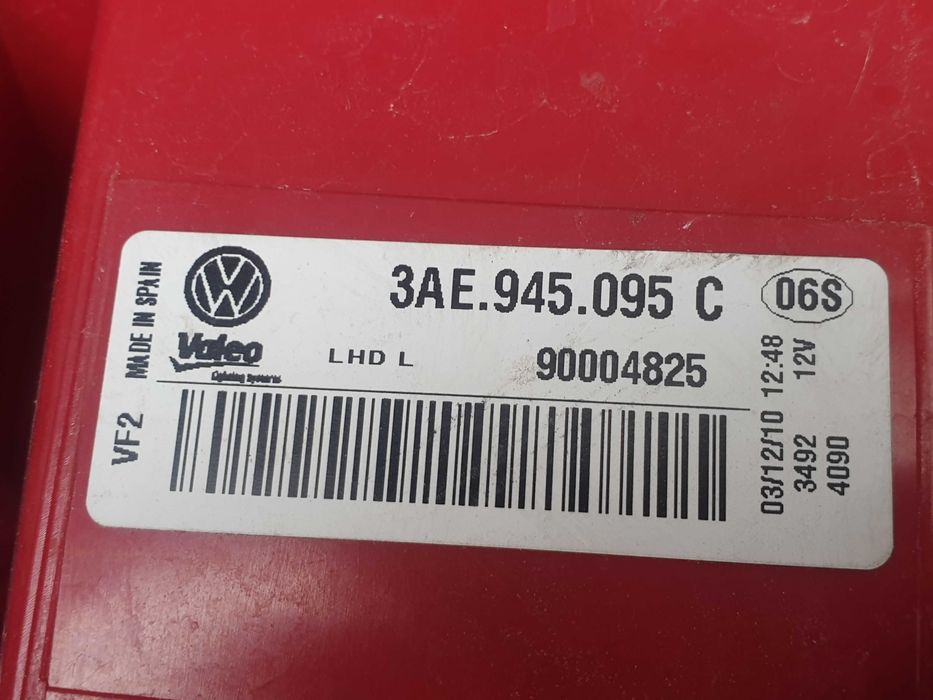 MADE IN SPAIN
VF2
VW
3AE.945.095 C
06S
Valeo
Lighting Systems
LHD L
90004825
03/12/10 12:48
3492 12V
4090